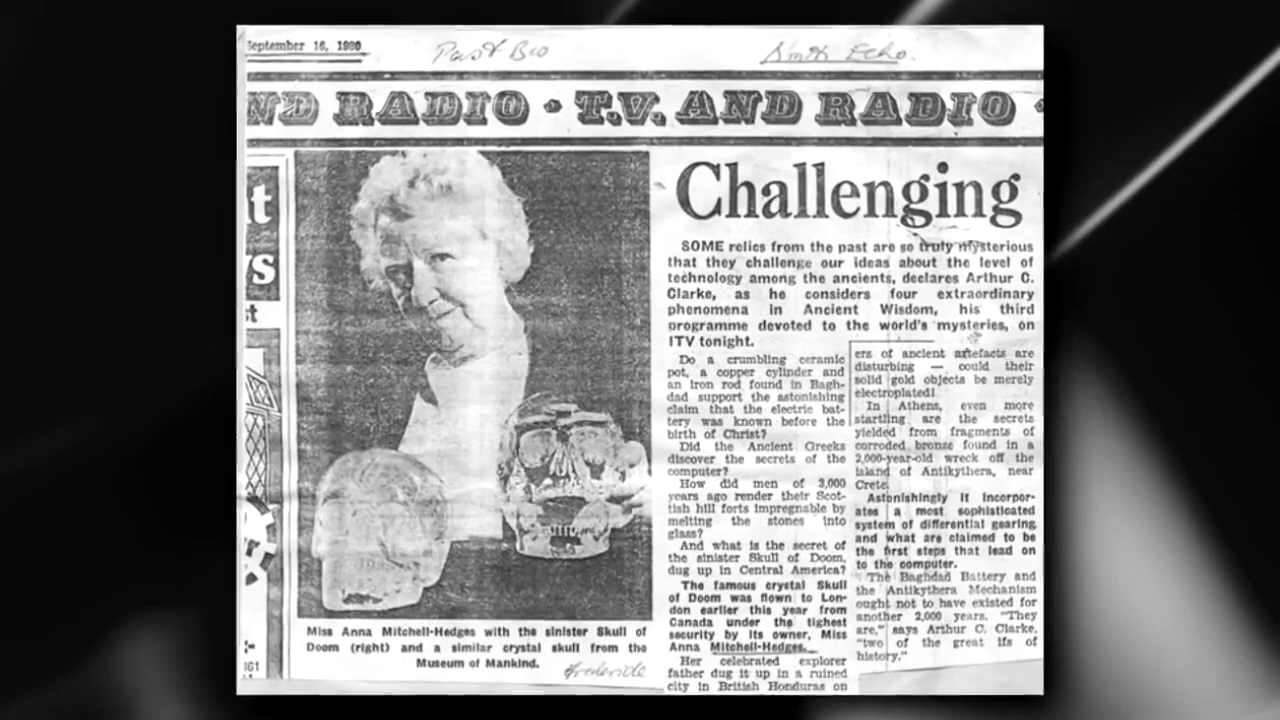 September 16, 1980
Past Bio
Smth Echo.
ND RADIO • T.V. AND RADIO •
t
ys
st
Miss Anna Mitchell-Hedges with the sinister Skull of
Doom (right) and a similar crystal skull from the
Museum of Mankind.
Frederick
Challenging
SOME relics from the past are so truly mysterious
that they challenge our ideas about the level of
technology among the ancients, declares Arthur C.
Clarke, as he considers four extraordinary
phenomena in Ancient Wisdom, his third
programme devoted to the world's mysteries, on
ITV tonight.
Do a crumbling ceramic
pot, a copper cylinder and
an iron rod found in Bagh-
dad support the astonishing
claim that the electric bat-
tery was known before the
birth of Christ?
Did the Ancient Greeks
discover the secrets of the
computer?
How did men of 3,000
years ago render their Scot-
tish hill forts impregnable by
melting the stones into
glass?
And what is the secret of
the sinister Skull of Doom,
dug up in Central America?
The famous crystal Skull
of Doom was flown to Lon-
don earlier this year from
Canada under the tightest
security by its owner, Miss
Anna Mitchell-Hedges.
Her celebrated explorer
father dug it up in a ruined
city in British Honduras on
ers of ancient artefacts are
disturbing — could their
solid gold objects be merely
electroplated!
In Athens, even more
startling are the secrets
yielded from fragments of
corroded bronze found in a
2,000-year-old wreck off the
island of Antikythera, near
Crete.
Astonishingly it incorpor-
ates a most sophisticated
system of differential gearing
and what are claimed to be
the first steps that lead on
to the computer.
The Baghdad Battery and
the Antikythera Mechanism
ought not to have existed for
another 2,000 years. "They
are," says Arthur C. Clarke,
"two of the great ifs of
history."